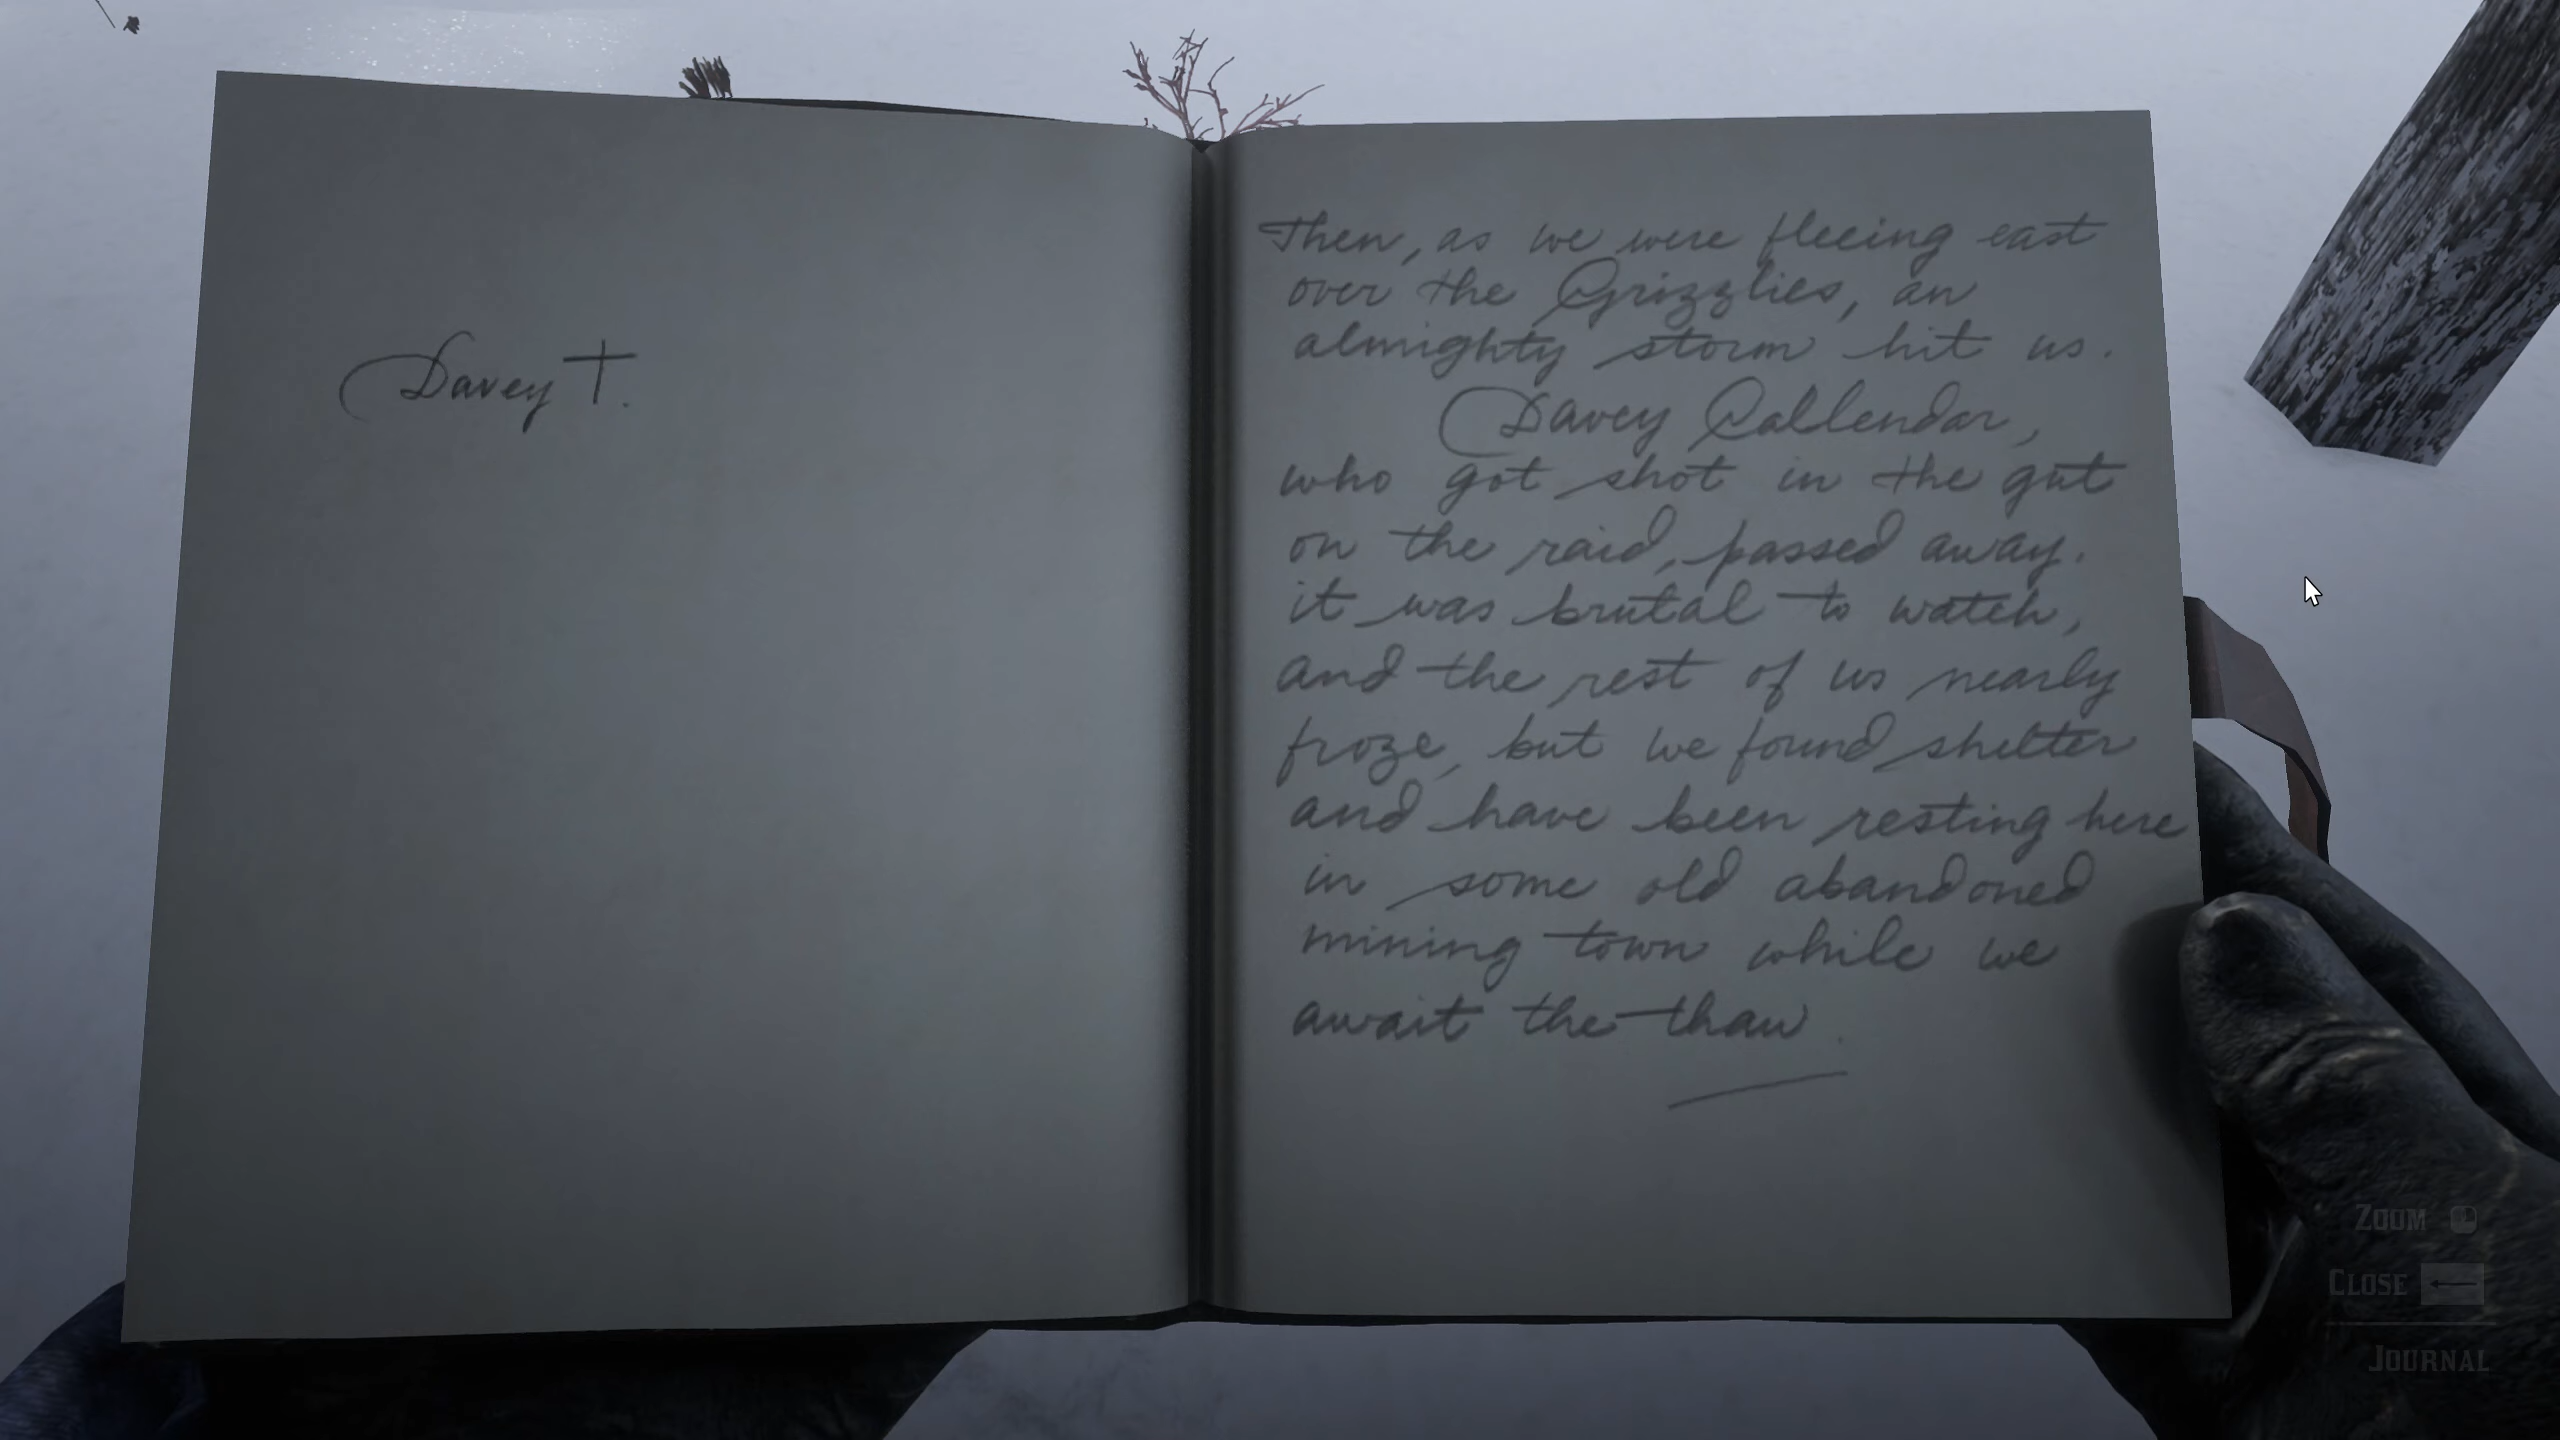 Davey T.
Then, as we were fleeing east
over the Grizzlies, an
almighty storm hit us.
Davey Callendar,
who got shot in the gut
on the raid, passed away.
it was brutal to watch,
and the rest of us nearly
froze, but we found shelter
and have been resting here
in some old abandoned
mining town while we
await the thaw.
ZOOM
CLOSE
JOURNAL